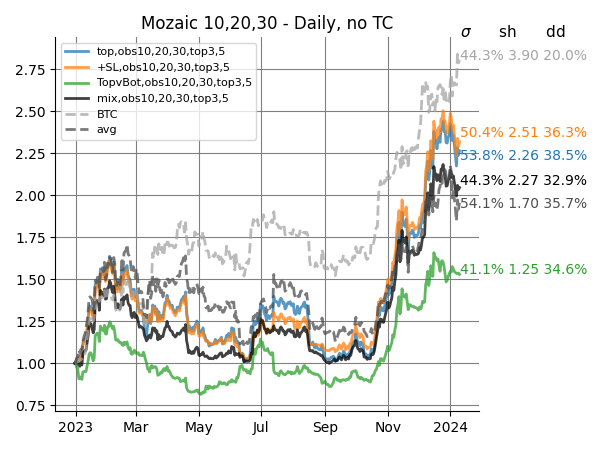 Mozaic 10,20,30 - Daily, no TC
σ sh dd
top,obs10,20,30,top3,5
+SL,obs10,20,30,top3,5
TopvBot,obs10,20,30,top3,5
mix,obs10,20,30,top3,5
BTC
avg
44.3% 3.90 20.0%
50.4% 2.51 36.3%
53.8% 2.26 38.5%
44.3% 2.27 32.9%
54.1% 1.70 35.7%
41.1% 1.25 34.6%
2.75
2.50
2.25
2.00
1.75
1.50
1.25
1.00
0.75
2023 Mar May Jul Sep Nov 2024